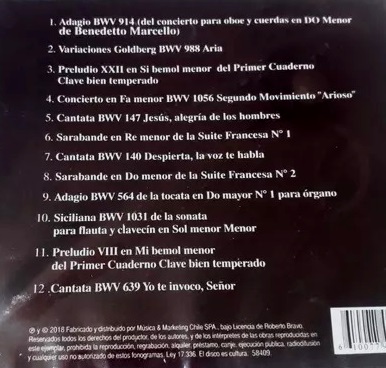 1. Adagio BWV 914 (del concierto para oboe y cuerdas en DO Menor
de Benedetto Marcello)
2. Variaciones Goldberg BWV 988 Aria
3. Preludio XXII en Si bemol menor del Primer Cuaderno
Clave bien temperado
4. Concierto en Fa menor BWV 1056 Segundo Movimiento "Arioso"
5. Cantata BWV 147 Jesús, alegría de los hombres
6. Sarabande en Re menor de la Suite Francesa N° 1
7. Cantata BWV 140 Despierta, la voz te habla
8. Sarabande en Do menor de la Suite Francesa N° 2
9. Adagio BWV 564 de la tocata en Do mayor N° 1 para órgano
10. Siciliana BWV 1031 de la sonata
para flauta y clavecín en Sol menor Menor
11. Preludio VIII en Mi bemol menor
del Primer Cuaderno Clave bien temperado
12. Cantata BWV 639 Yo te invoco, Señor
℗ y © 2018 Fabricado y distribuido por Música & Marketing Chile SPA., bajo Licencia de Roberto Bravo.
Reservados todos los derechos del productor, de los autores, y de los intérpretes de las obras reproducidas en
este ejemplar, prohibida la reproducción, regrabación, alquiler, préstamo, canje, ejecución pública, radiodifusión
y cualquier uso no autorizado de estos fonogramas, Ley 17.336. El disco es cultura. 58409.